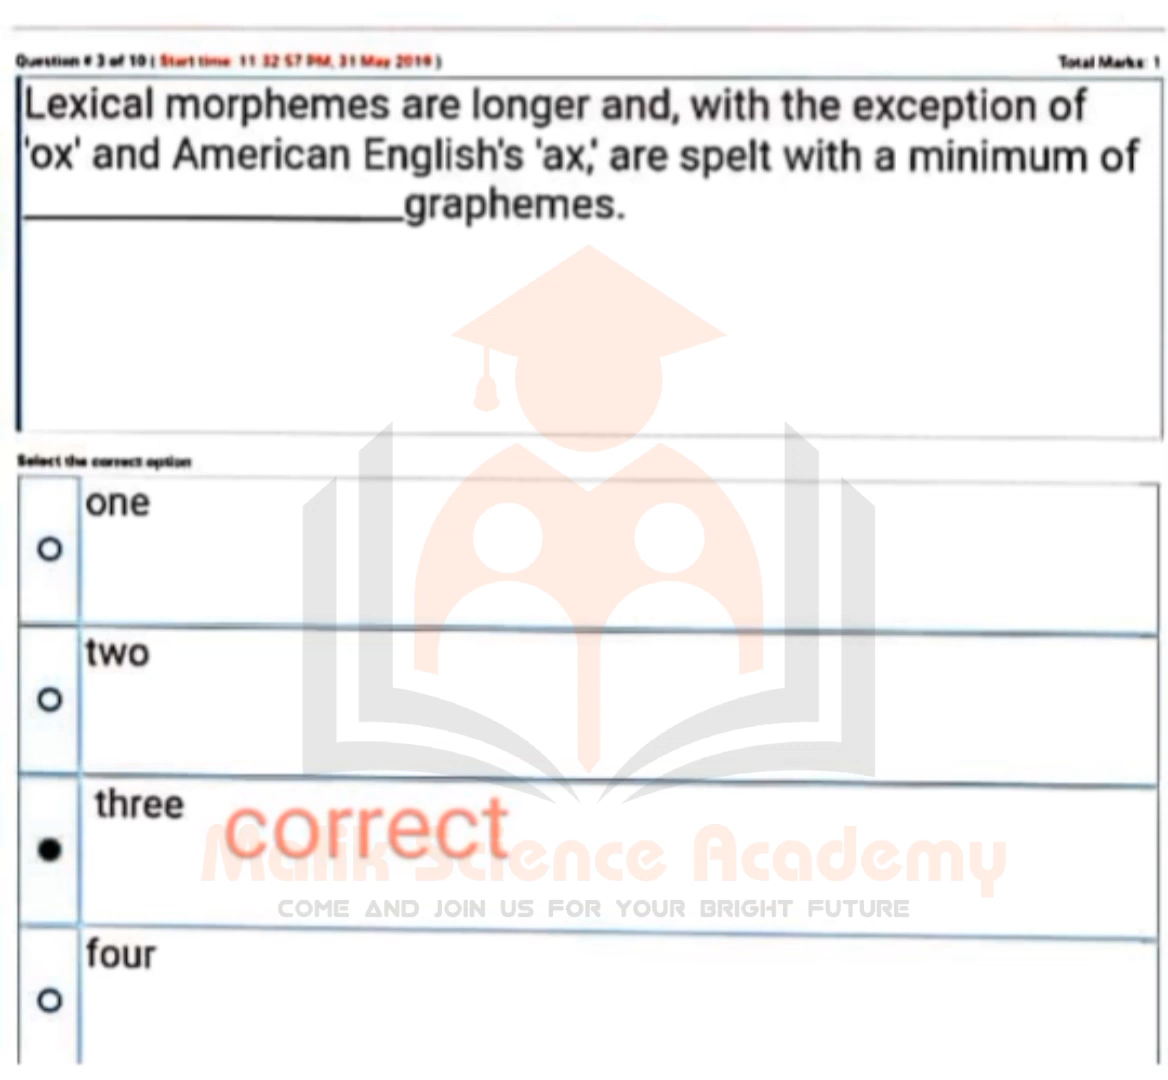 Question # 3 of 10 ( Start time: 11:32:57 PM, 31 May 2019 )
Total Marks: 1
Lexical morphemes are longer and, with the exception of
'ox' and American English's 'ax,' are spelt with a minimum of
_________________graphemes.
Select the correct option
one
two
three
correct
Malik Science Academy
COME AND JOIN US FOR YOUR BRIGHT FUTURE
four